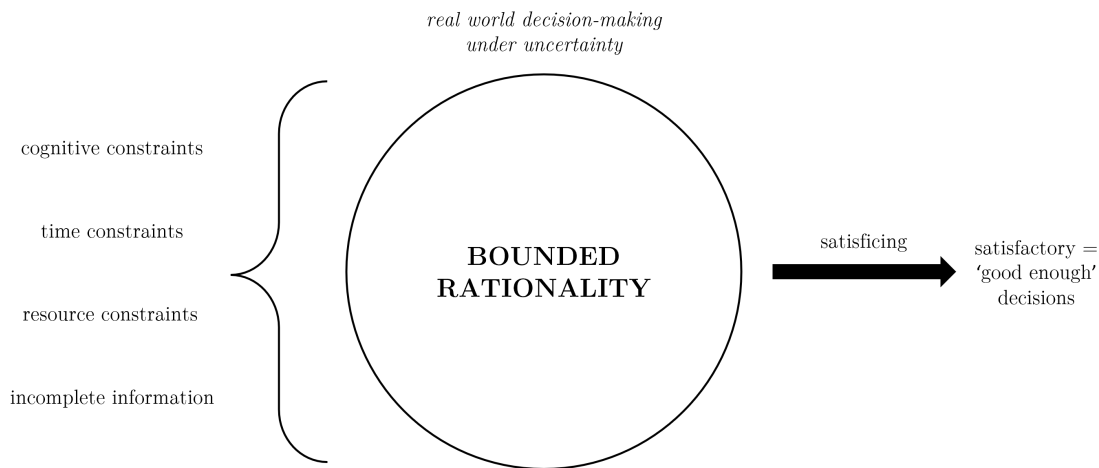 real world decision-making
under uncertainty
cognitive constraints
time constraints
resource constraints
incomplete information
BOUNDED
RATIONALITY
satisficing
satisfactory =
‘good enough’
decisions